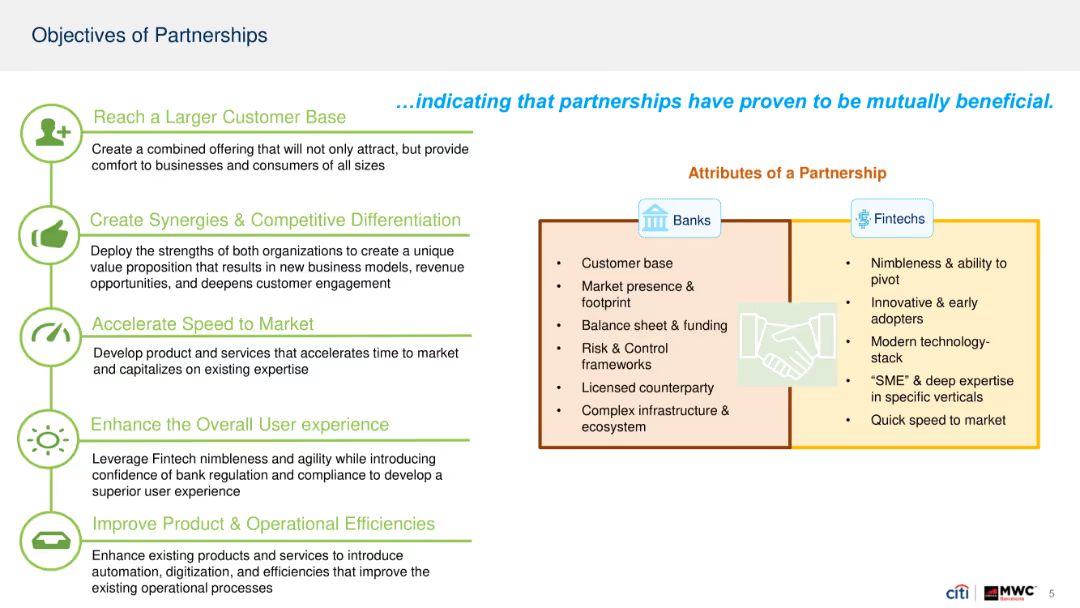 Objectives of Partnerships
…indicating that partnerships have proven to be mutually beneficial.
Reach a Larger Customer Base
Create a combined offering that will not only attract, but provide
comfort to businesses and consumers of all sizes
Create Synergies & Competitive Differentiation
Deploy the strengths of both organizations to create a unique
value proposition that results in new business models, revenue
opportunities, and deepens customer engagement
Accelerate Speed to Market
Develop product and services that accelerates time to market
and capitalizes on existing expertise
Enhance the Overall User experience
Leverage Fintech nimbleness and agility while introducing
confidence of bank regulation and compliance to develop a
superior user experience
Improve Product & Operational Efficiencies
Enhance existing products and services to introduce
automation, digitization, and efficiencies that improve the
existing operational processes
Attributes of a Partnership
Banks
• Customer base
• Market presence &
footprint
• Balance sheet & funding
• Risk & Control
frameworks
• Licensed counterparty
• Complex infrastructure &
ecosystem
Fintechs
• Nimbleness & ability to
pivot
• Innovative & early
adopters
• Modern technology-
stack
• “SME” & deep expertise
in specific verticals
• Quick speed to market
citi
MWC
Barcelona
5